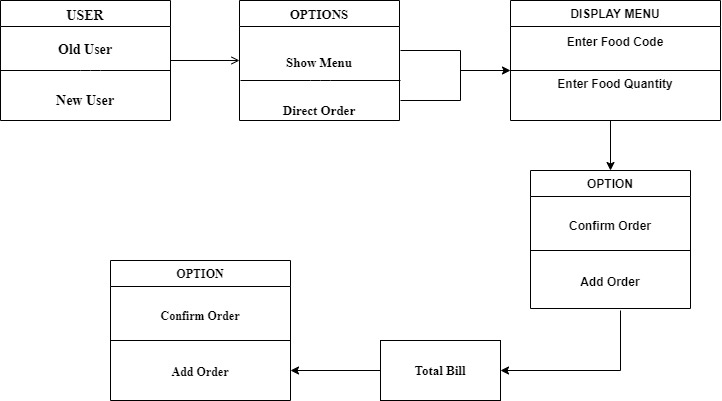 USER
Old User
New User
OPTIONS
Show Menu
Direct Order
DISPLAY MENU
Enter Food Code
Enter Food Quantity
OPTION
Confirm Order
Add Order
Total Bill
OPTION
Confirm Order
Add Order